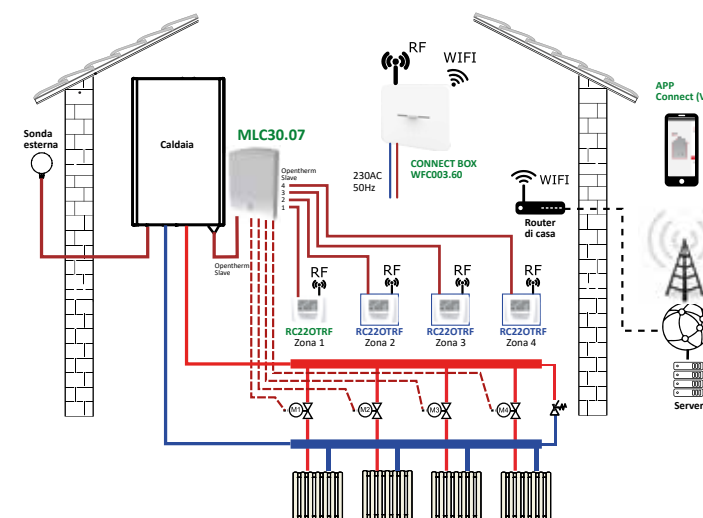 RF
WIFI
APP
Connect (V
Sonda
esterna
Caldaia
MLC30.07
Opentherm
Slave
4
3
2
1
230AC
50Hz
CONNECT BOX
WFC003.60
WIFI
Router
di casa
Opentherm
Slave
RF
RF
RF
RF
RC22OTRF
Zona 1
RC22OTRF
Zona 2
RC22OTRF
Zona 3
RC22OTRF
Zona 4
Server
M1
M2
M3
M4